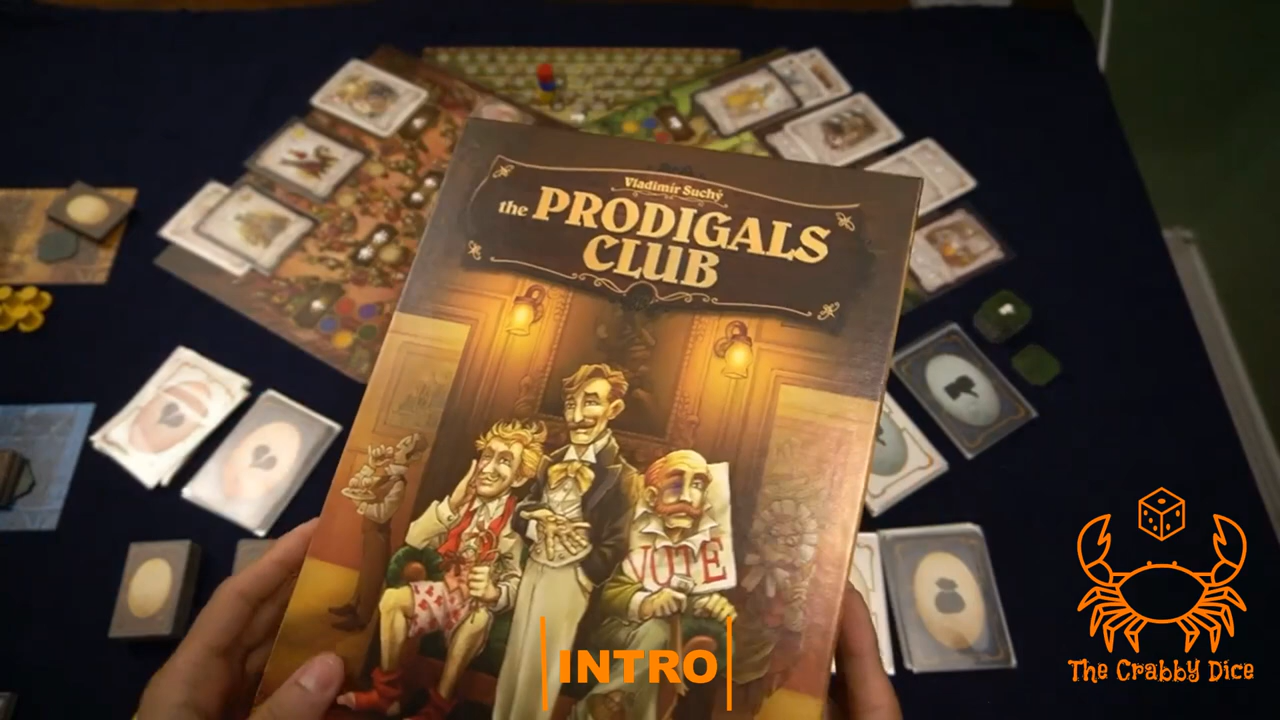 Vladimír Suchý
the PRODIGALS
CLUB
VOTE
INTRO
The Crabby Dice